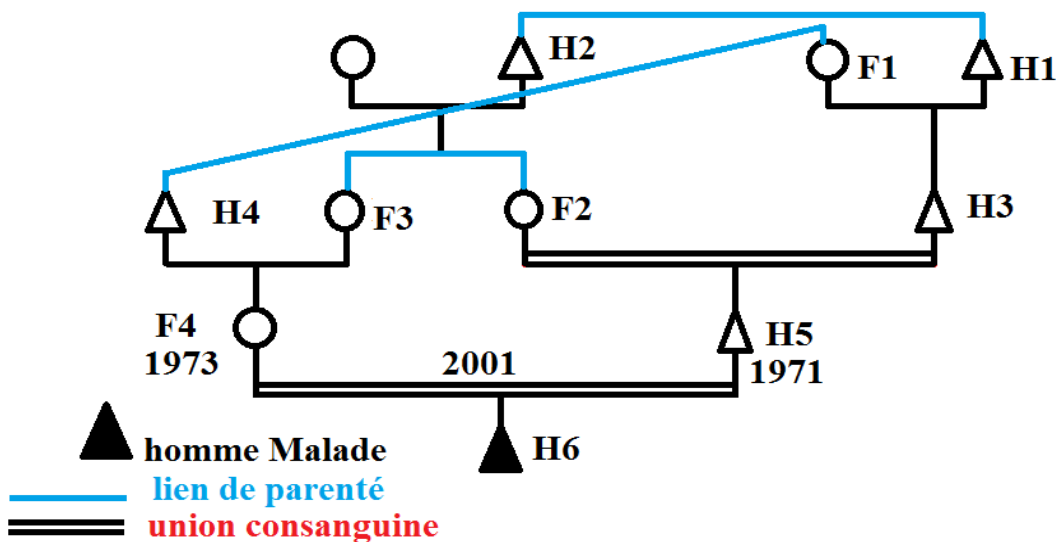 H2
F1
H1
H4
F3
F2
H3
F4
1973
2001
H5
1971
H6
homme Malade
lien de parenté
union consanguine